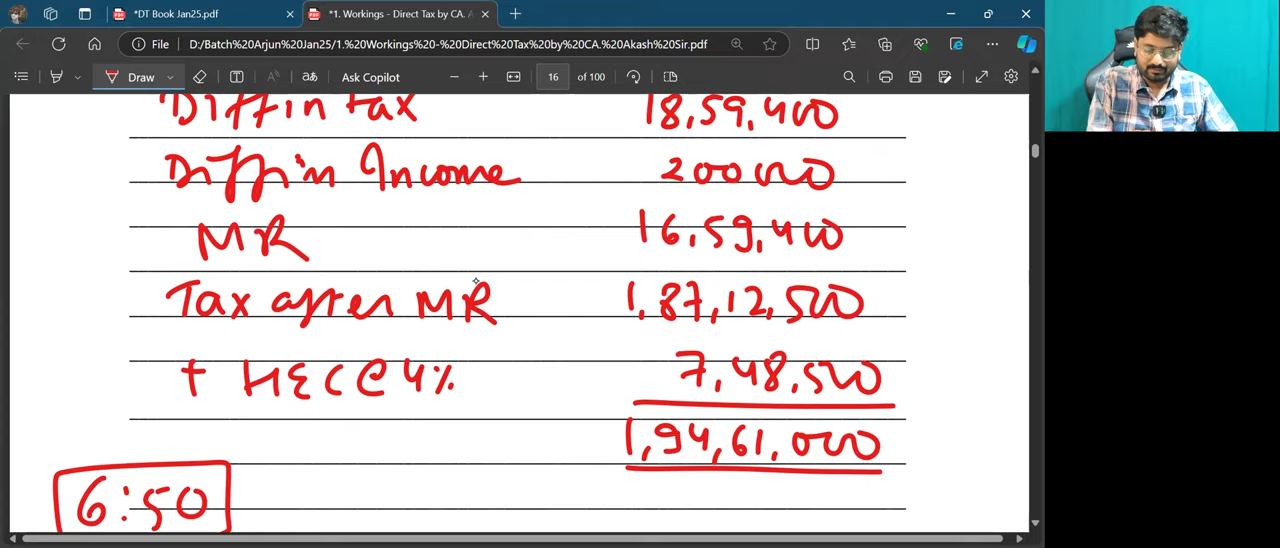 *DT Book Jan25.pdf
*1. Workings - Direct Tax by CA. A
File
D:/Batch%20Arjun%20Jan25/1.%20Workings%20-%20Direct%20Tax%20by%20CA.%20Akash%20Sir.pdf
Draw
Ask Copilot
16 of 100
Diff in tax 18,59,400
Diff in Income 200000
MR 16,59,400
Tax after MR 1,87,12,500
+ HEC @ 4% 7,48,500
1,94,61,000
6:50